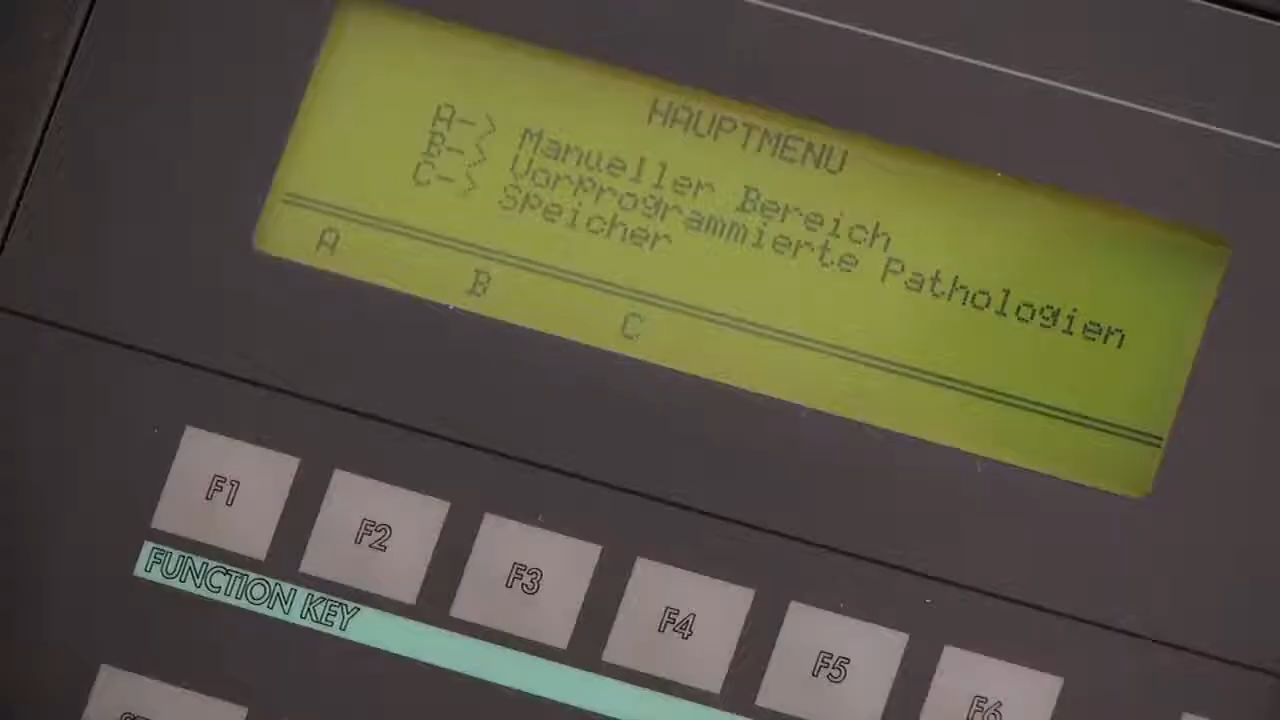 HAUPTMENU
A-> Manueller Bereich
B-> Vorprogrammierte Pathologien
C-> Speicher
A B C
F1 F2 F3 F4 F5 F6
FUNCTION KEY